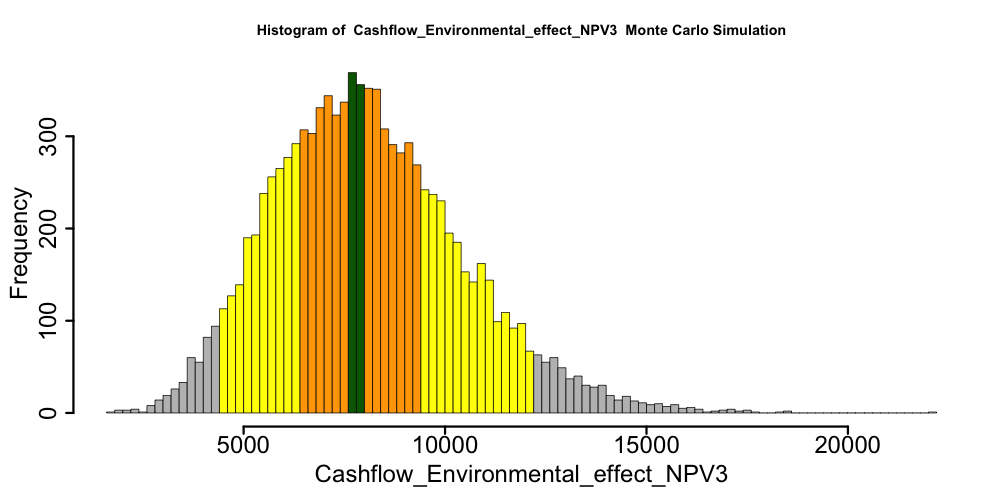 Histogram of  Cashflow_Environmental_effect_NPV3  Monte Carlo Simulation
Frequency
300
200
100
0
5000 10000 15000 20000
Cashflow_Environmental_effect_NPV3